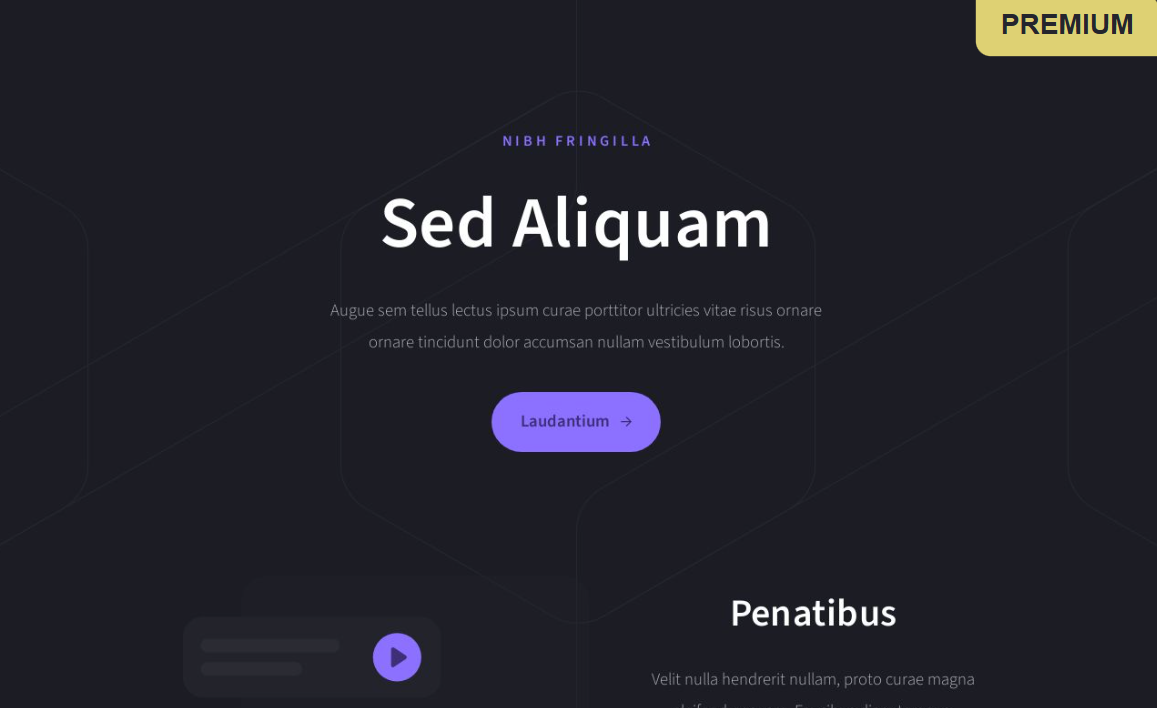 PREMIUM
NIBH FRINGILLA
Sed Aliquam
Augue sem tellus lectus ipsum curae porttitor ultricies vitae risus ornare
ornare tincidunt dolor accumsan nullam vestibulum lobortis.
Laudantium →
Penatibus
Velit nulla hendrerit nullam, proto curae magna